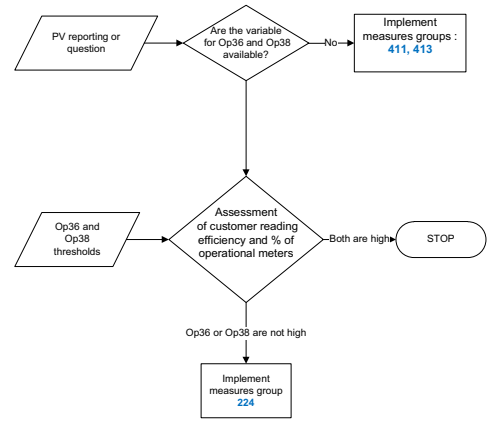 PV reporting or
question
Are the variable
for Op36 and Op38
available?
No
Implement
measures groups :
411, 413
Op36 and
Op38
thresholds
Assessment
of customer reading
efficiency and % of
operational meters
Both are high
STOP
Op36 or Op38 are not high
Implement
measures group
224